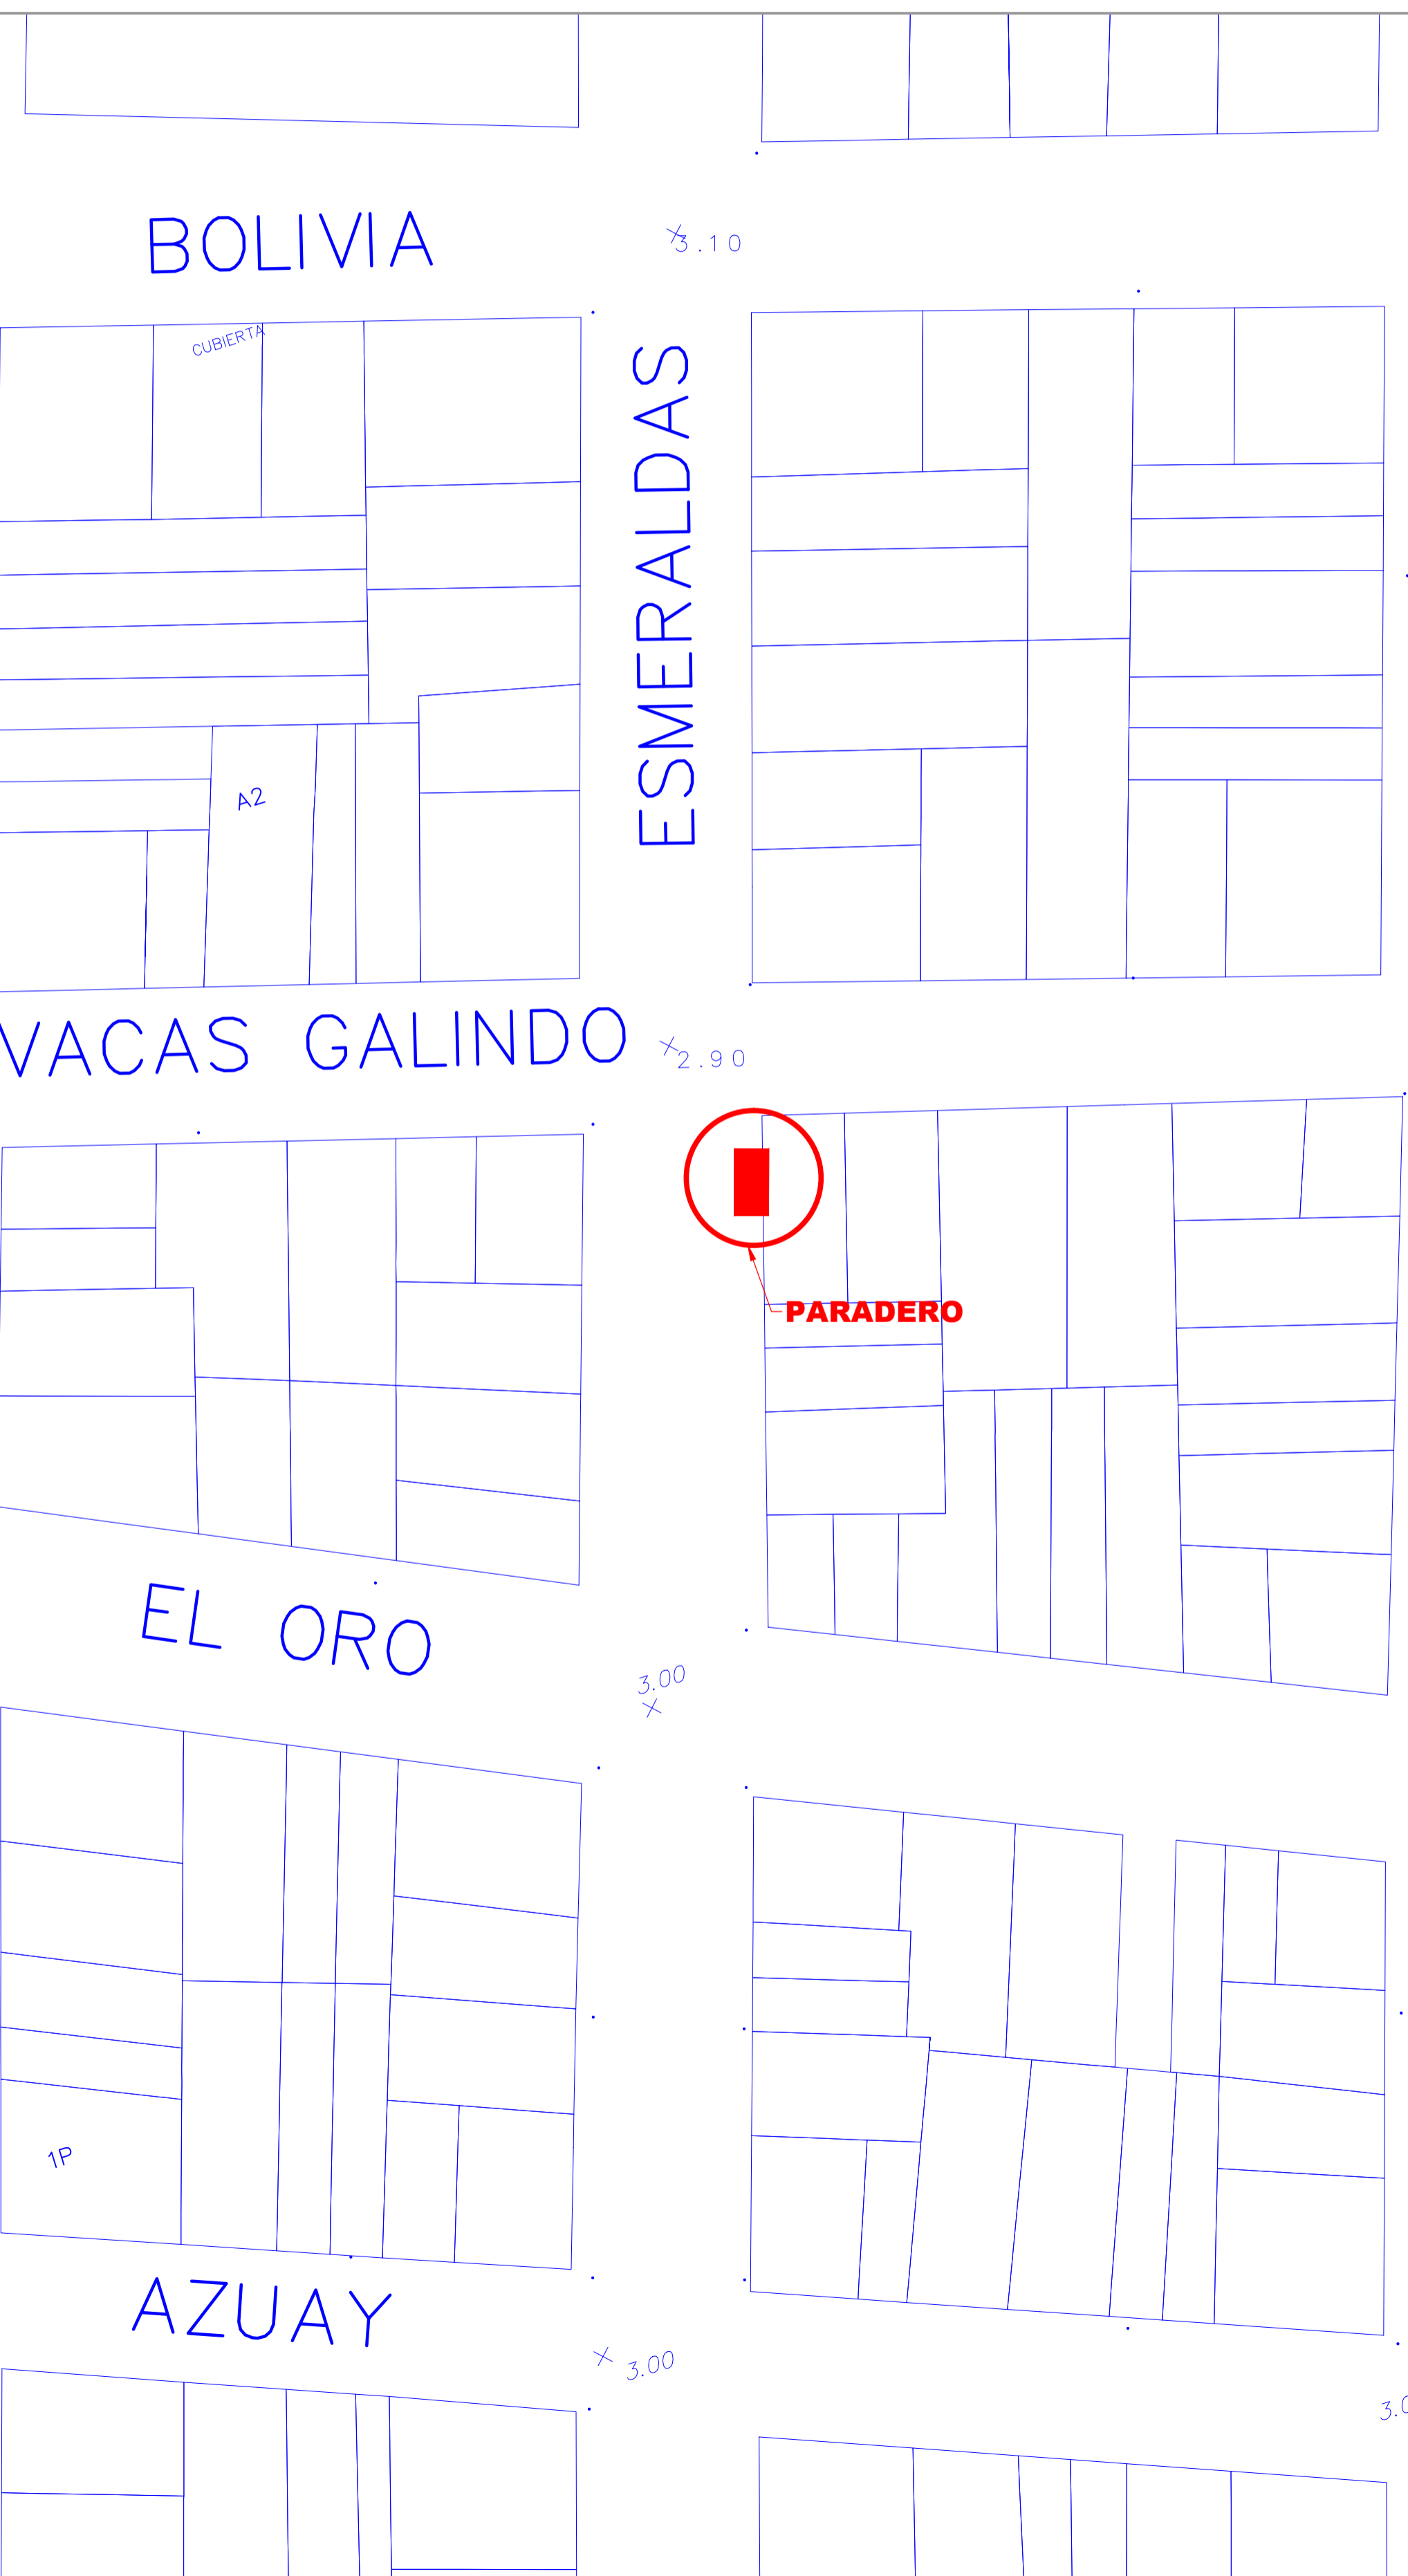 BOLIVIA
3.10
CUBIERTA
ESMERALDAS
A2
VACAS GALINDO
2.90
PARADERO
EL ORO
3.00
1P
AZUAY
3.00